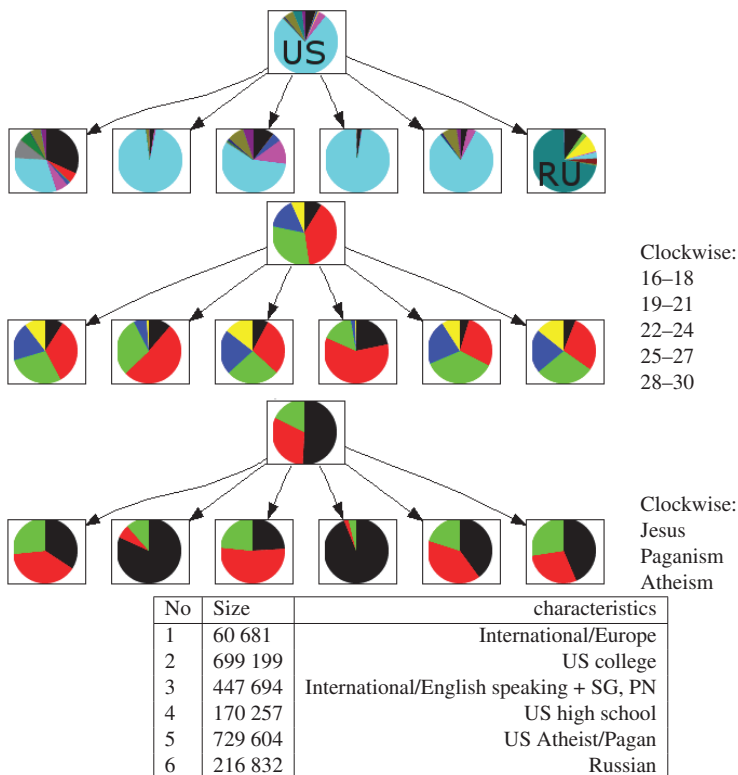 US
RU
Clockwise:
16–18
19–21
22–24
25–27
28–30
Clockwise:
Jesus
Paganism
Atheism
No Size characteristics
1 60 681 International/Europe
2 699 199 US college
3 447 694 International/English speaking + SG, PN
4 170 257 US high school
5 729 604 US Atheist/Pagan
6 216 832 Russian